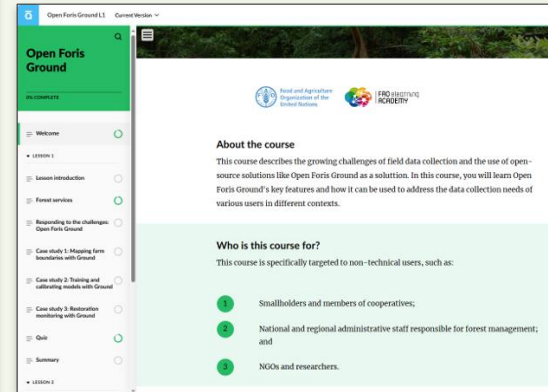 Open Foris Ground L1 Current Version
Open Foris
Ground
0% COMPLETE
Welcome
LESSON 1
Lesson introduction
Forest services
Responding to the challenges:
Open Foris Ground
Case study 1: Mapping farm
boundaries with Ground
Case study 2: Training and
calibrating models with Ground
Case study 3: Restoration
monitoring with Ground
Quiz
Summary
LESSON 2
Food and Agriculture
Organization of the
United Nations
FAO elearning
ACADEMY
About the course
This course describes the growing challenges of field data collection and the use of open-
source solutions like Open Foris Ground as a solution. In this course, you will learn Open
Foris Ground's key features and how it can be used to address the data collection needs of
various users in different contexts.
Who is this course for?
This course is specifically targeted to non-technical users, such as:
1 Smallholders and members of cooperatives;
2 National and regional administrative staff responsible for forest management;
and
3 NGOs and researchers.